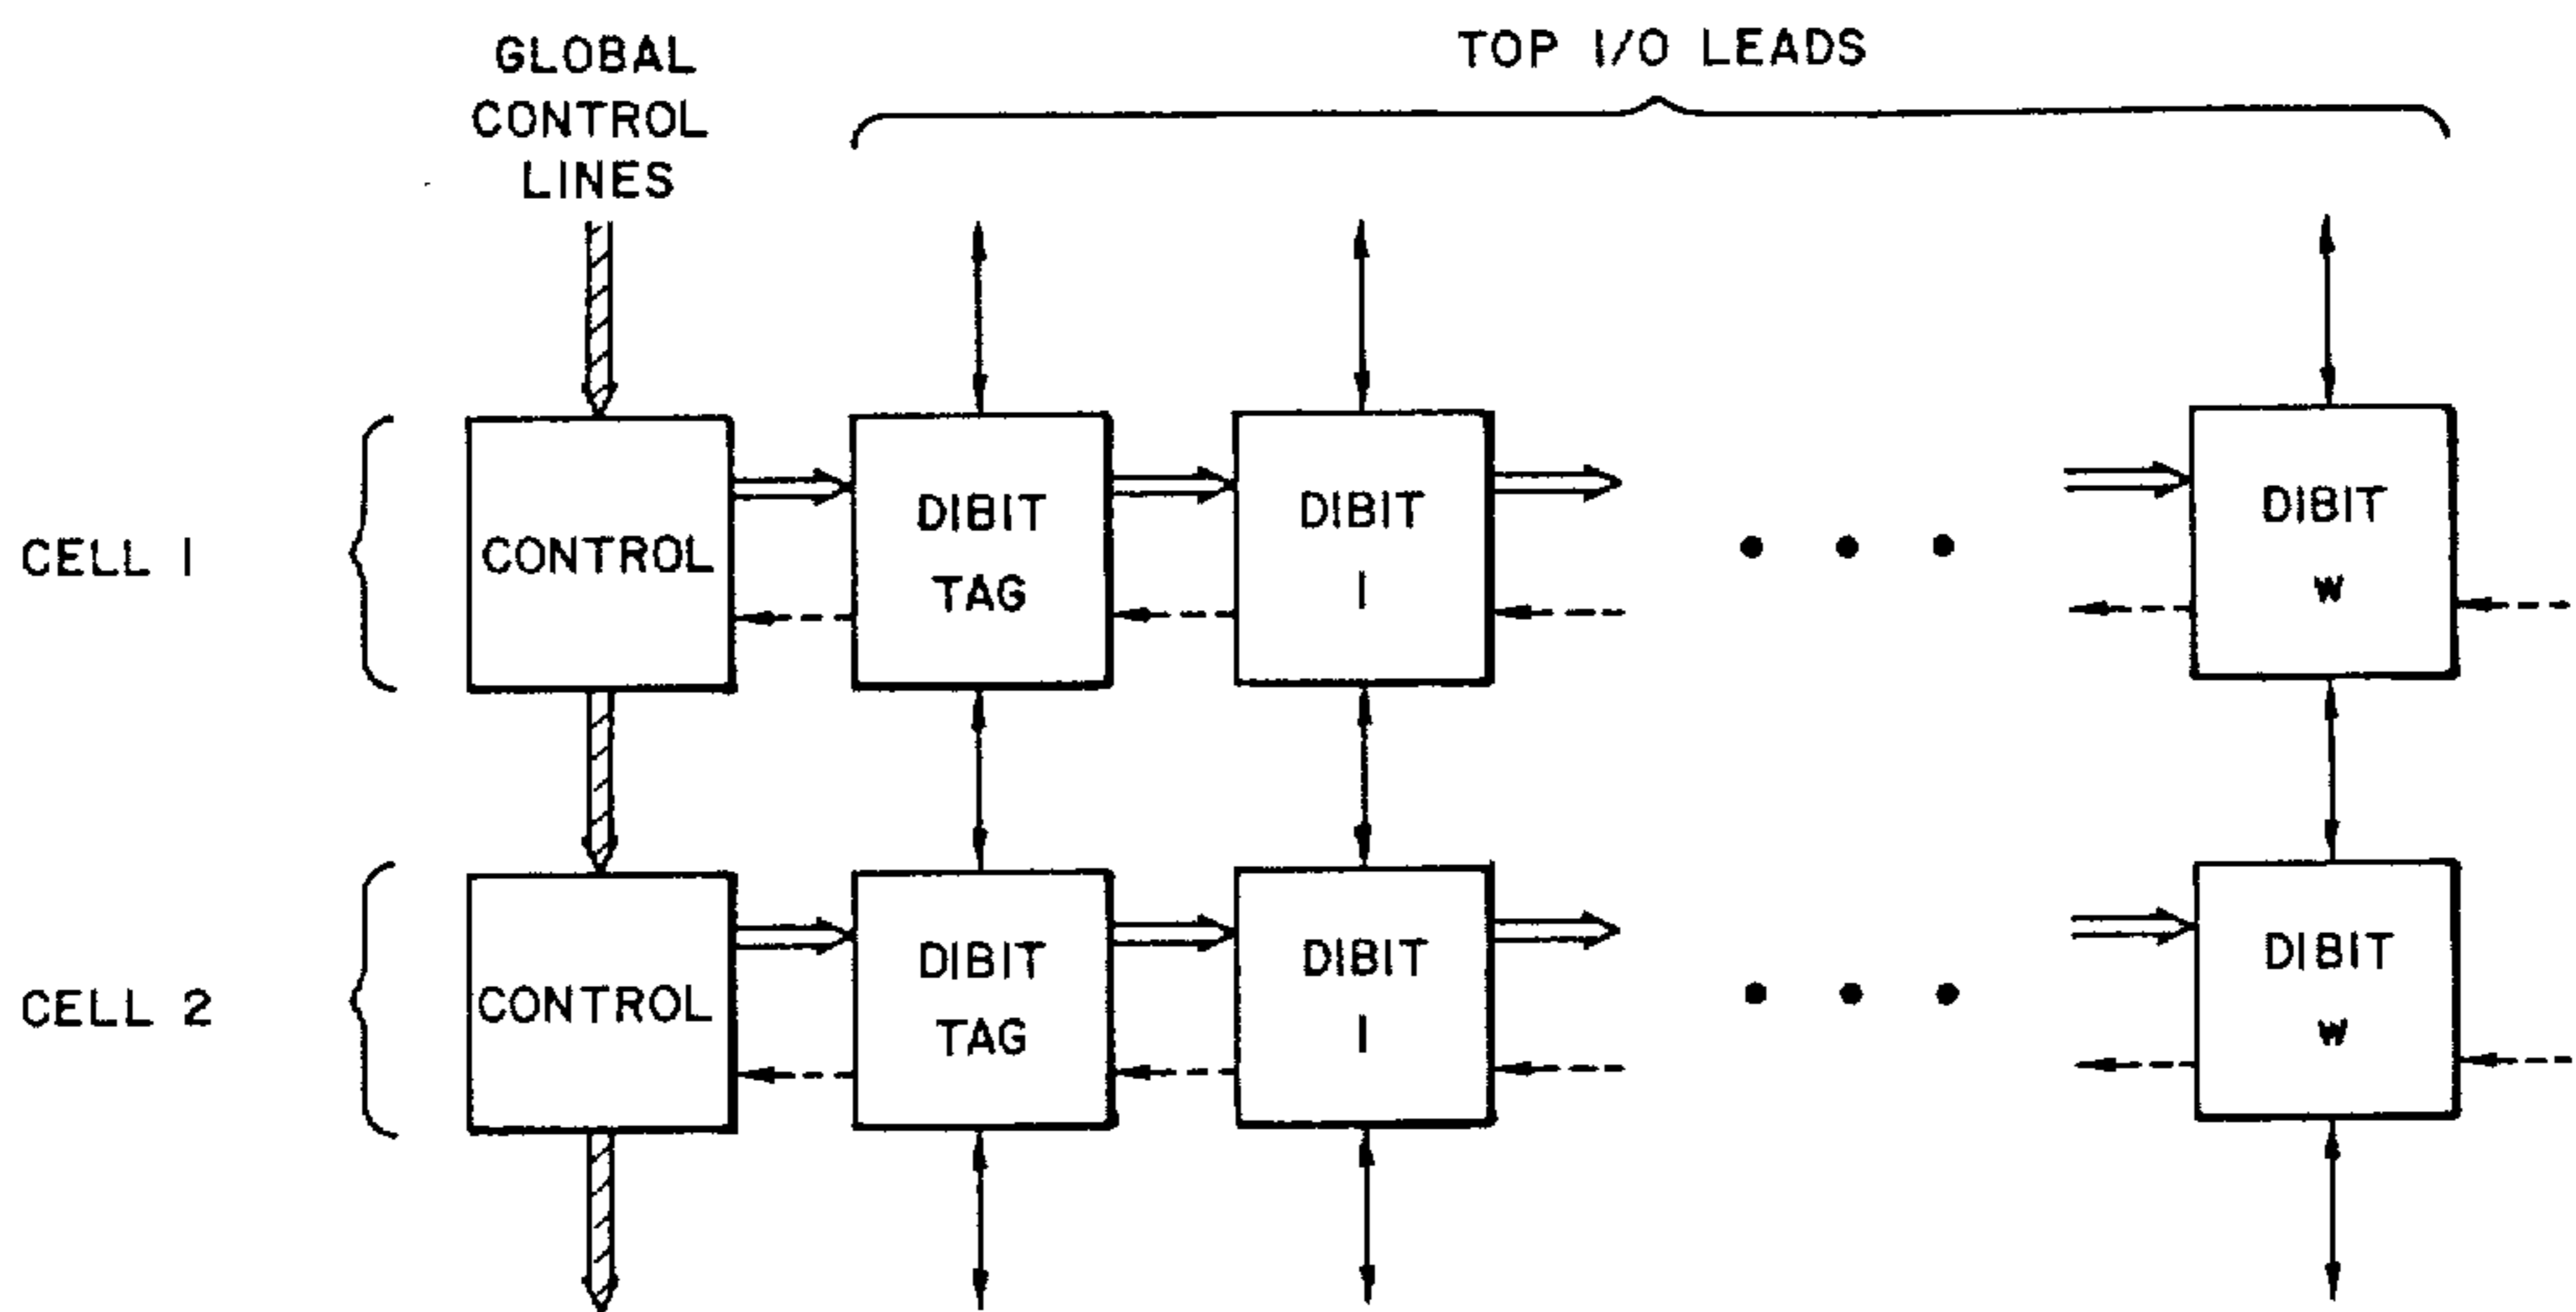 GLOBAL
CONTROL
LINES
TOP I/O LEADS
CELL 1
CONTROL
DIBIT
TAG
DIBIT
1
• • •
DIBIT
W
CELL 2
CONTROL
DIBIT
TAG
DIBIT
1
• • •
DIBIT
W